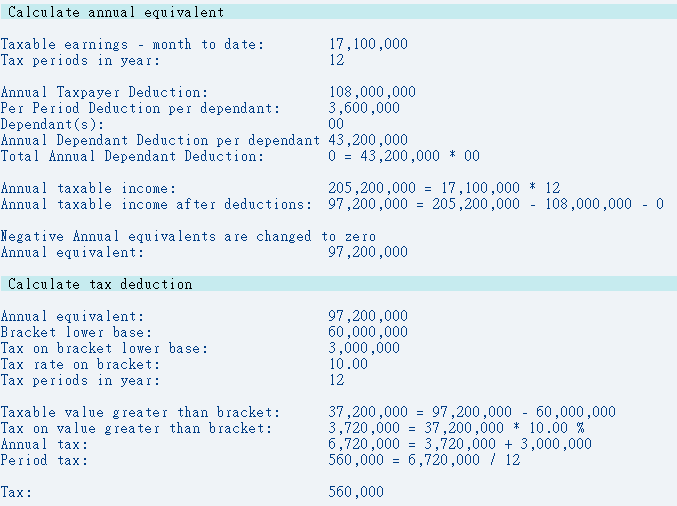 Calculate annual equivalent
Taxable earnings - month to date: 17,100,000
Tax periods in year: 12
Annual Taxpayer Deduction: 108,000,000
Per Period Deduction per dependant: 3,600,000
Dependant(s): 00
Annual Dependant Deduction per dependant 43,200,000
Total Annual Dependant Deduction: 0 = 43,200,000 * 00
Annual taxable income: 205,200,000 = 17,100,000 * 12
Annual taxable income after deductions: 97,200,000 = 205,200,000 - 108,000,000 - 0
Negative Annual equivalents are changed to zero
Annual equivalent: 97,200,000
Calculate tax deduction
Annual equivalent: 97,200,000
Bracket lower base: 60,000,000
Tax on bracket lower base: 3,000,000
Tax rate on bracket: 10.00
Tax periods in year: 12
Taxable value greater than bracket: 37,200,000 = 97,200,000 - 60,000,000
Tax on value greater than bracket: 3,720,000 = 37,200,000 * 10.00 %
Annual tax: 6,720,000 = 3,720,000 + 3,000,000
Period tax: 560,000 = 6,720,000 / 12
Tax: 560,000